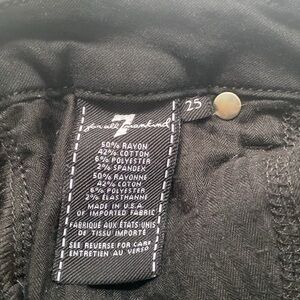 7
for all mankind
25
50% RAYON
42% COTTON
6% POLYESTER
2% SPANDEX
50% RAYONNE
42% COTON
6% POLYESTER
2% ELASTHANNE
MADE IN U.S.A.
OF IMPORTED FABRIC
FABRIQUÉ AUX ÉTATS-UNIS
DE TISSU IMPORTÉ
SEE REVERSE FOR CARE
ENTRETIEN AU VERSO